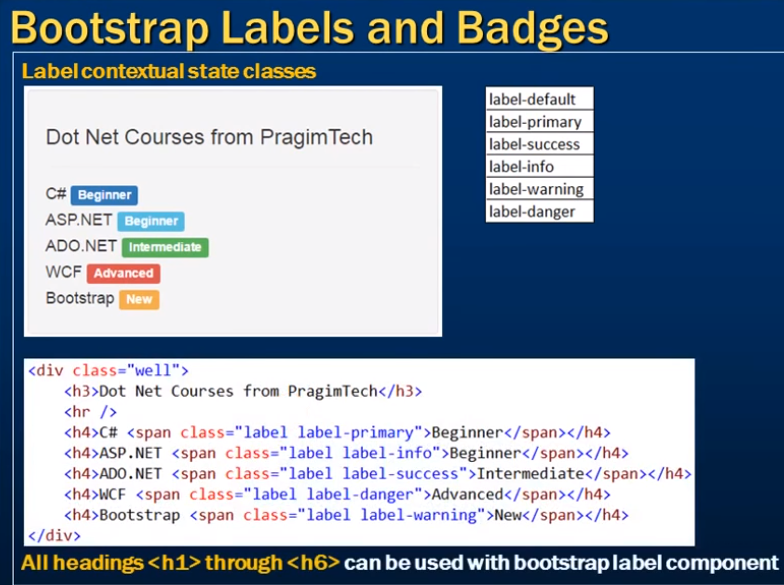 Bootstrap Labels and Badges
Label contextual state classes
Dot Net Courses from PragimTech
C# Beginner
ASP.NET Beginner
ADO.NET Intermediate
WCF Advanced
Bootstrap New
label-default
label-primary
label-success
label-info
label-warning
label-danger
<div class="well">
    <h3>Dot Net Courses from PragimTech</h3>
    <hr />
    <h4>C# <span class="label label-primary">Beginner</span></h4>
    <h4>ASP.NET <span class="label label-info">Beginner</span></h4>
    <h4>ADO.NET <span class="label label-success">Intermediate</span></h4>
    <h4>WCF <span class="label label-danger">Advanced</span></h4>
    <h4>Bootstrap <span class="label label-warning">New</span></h4>
</div>
All headings <h1> through <h6> can be used with bootstrap label component